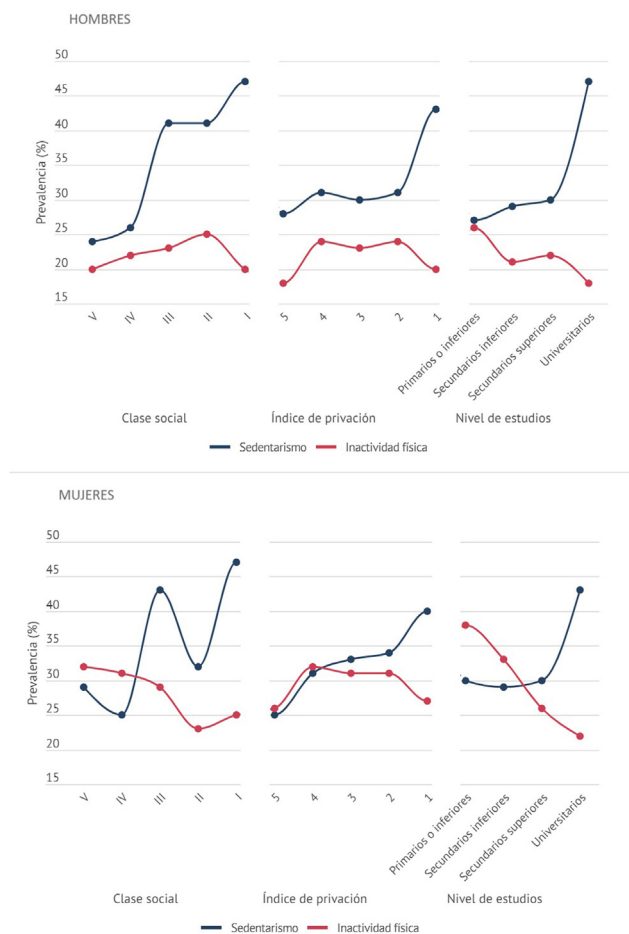 HOMBRES
Prevalencia (%)
50
45
40
35
30
25
20
15
V IV III II I
5 4 3 2 1
Primarios o inferiores
Secundarios inferiores
Secundarios superiores
Universitarios
Clase social Índice de privación Nivel de estudios
Sedentarismo Inactividad física
MUJERES
Prevalencia (%)
50
45
40
35
30
25
20
15
V IV III II I
5 4 3 2 1
Primarios o inferiores
Secundarios inferiores
Secundarios superiores
Universitarios
Clase social Índice de privación Nivel de estudios
Sedentarismo Inactividad física